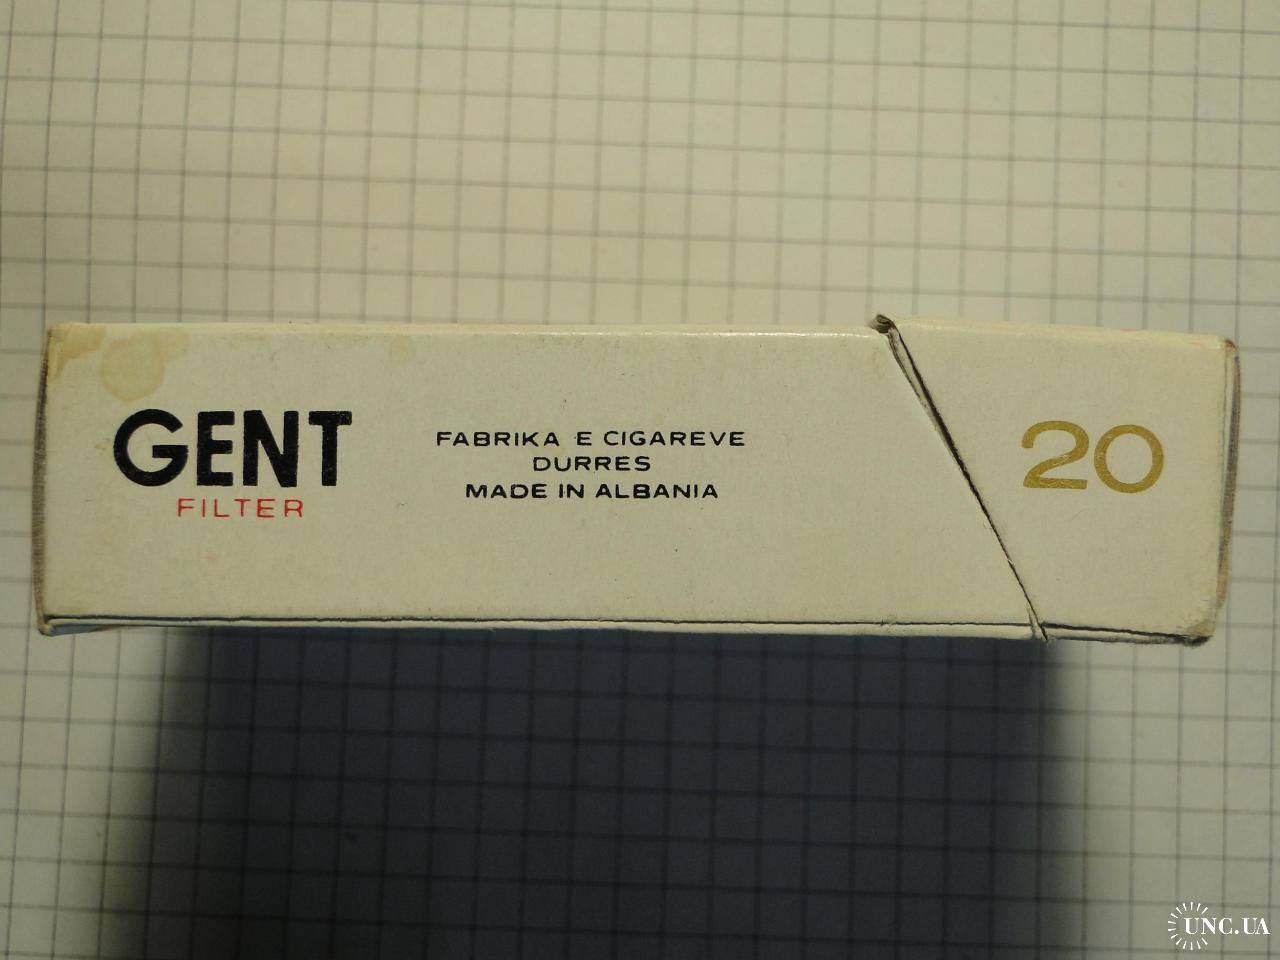 GENT
FILTER
FABRIKA E CIGAREVE
DURRES
MADE IN ALBANIA
20
UNC.UA